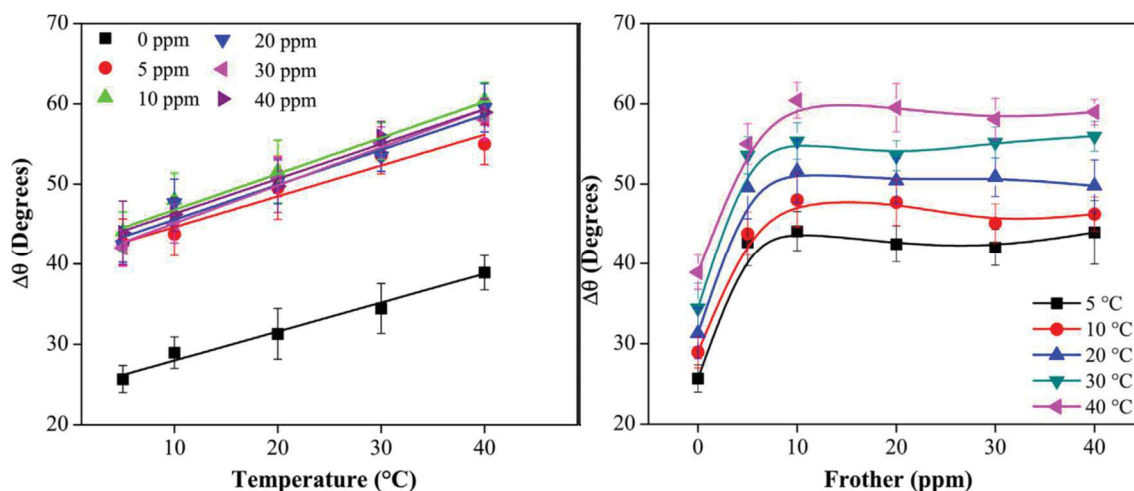 70
60
50
40
30
20
Δθ (Degrees)
0 ppm
5 ppm
10 ppm
20 ppm
30 ppm
40 ppm
10
20
30
40
Temperature (°C)
70
60
50
40
30
20
Δθ (Degrees)
5 °C
10 °C
20 °C
30 °C
40 °C
0
10
20
30
40
Frother (ppm)